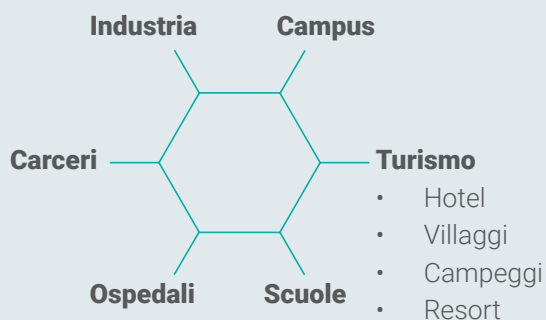 Industria
Campus
Carceri
Turismo
• Hotel
• Villaggi
• Campeggi
• Resort
Ospedali
Scuole